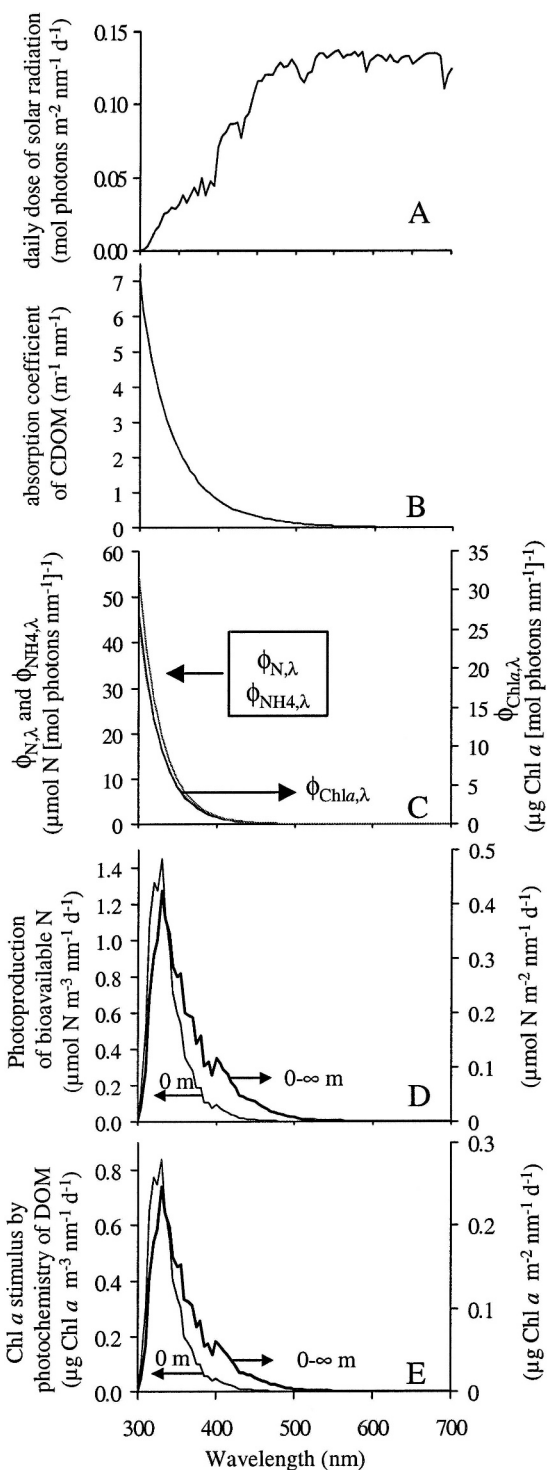 daily dose of solar radiation
(mol photons m⁻² nm⁻¹ d⁻¹)
0.15
0.10
0.05
0.00
A
absorption coefficient
of CDOM (m⁻¹ nm⁻¹)
7
6
5
4
3
2
1
0
B
ϕN,λ and ϕNH4,λ
(µmol N [mol photons nm⁻¹]⁻¹)
60
50
40
30
20
10
0
ϕN,λ
ϕNH4,λ
ϕChla,λ
C
35
30
25
20
15
10
5
0
ϕChla,λ
(µg Chl a [mol photons nm⁻¹]⁻¹)
Photoproduction
of bioavailable N
(µmol N m⁻³ nm⁻¹ d⁻¹)
1.4
1.2
1.0
0.8
0.6
0.4
0.2
0.0
0 m
0-∞ m
D
0.5
0.4
0.3
0.2
0.1
0
(µmol N m⁻² nm⁻¹ d⁻¹)
Chl a stimulus by
photochemistry of DOM
(µg Chl a m⁻³ nm⁻¹ d⁻¹)
0.8
0.6
0.4
0.2
0.0
0 m
0-∞ m
E
0.3
0.2
0.1
0
(µg Chl a m⁻² nm⁻¹ d⁻¹)
300 400 500 600 700
Wavelength (nm)